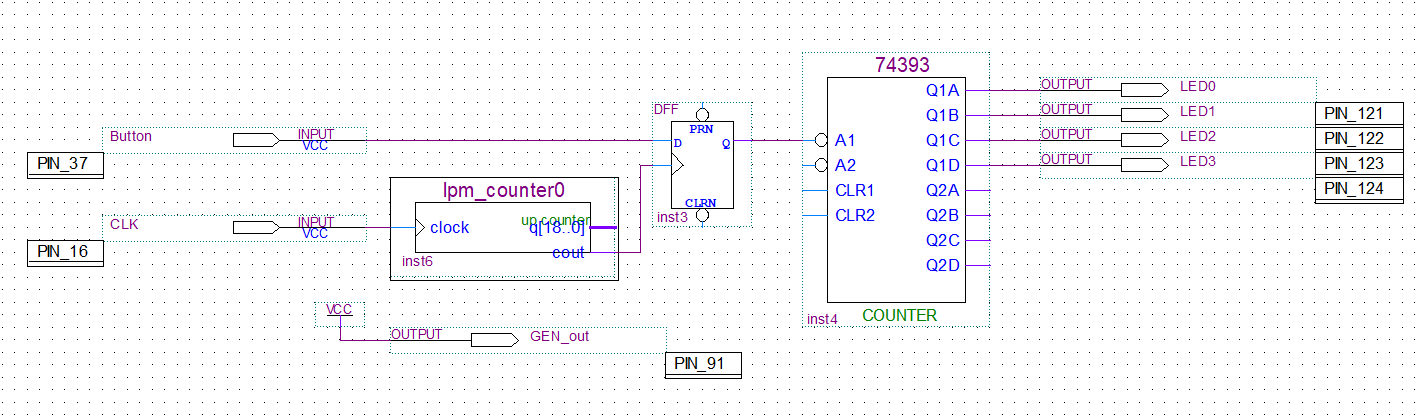 74393
Q1A
OUTPUT
LED0
DFF
PRN
Q1B
OUTPUT
LED1
PIN_121
Button
INPUT
VCC
D
Q
A1
Q1C
OUTPUT
LED2
PIN_122
PIN_37
A2
Q1D
OUTPUT
LED3
PIN_123
lpm_counter0
CLR1
Q2A
PIN_124
CLRN
CLK
INPUT
VCC
up counter
inst3
clock
q[18..0]
CLR2
Q2B
PIN_16
cout
Q2C
inst6
Q2D
VCC
inst4
COUNTER
OUTPUT
GEN_out
PIN_91